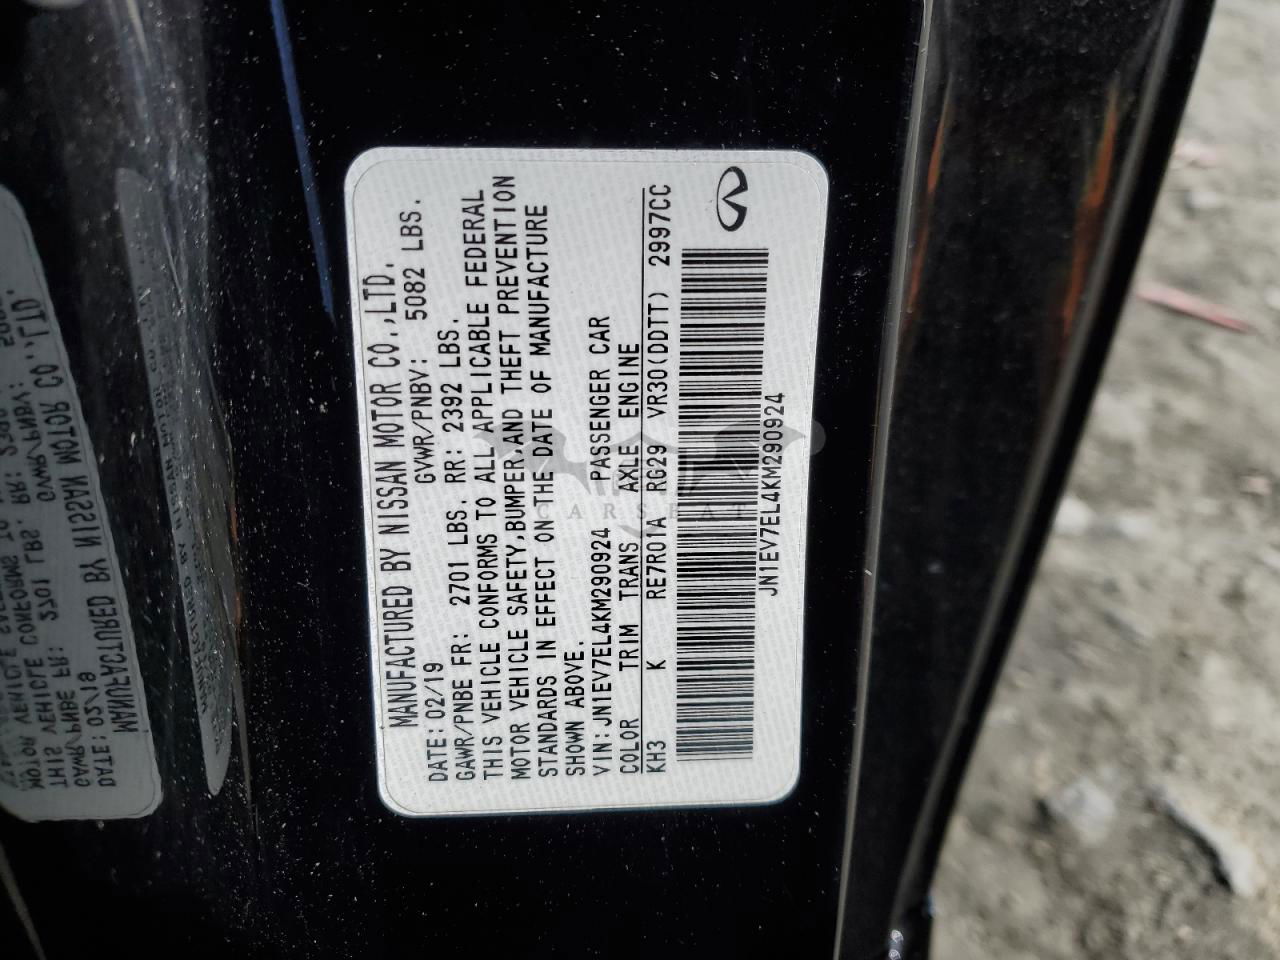 MANUFACTURED BY NISSAN MOTOR CO.,LTD.
DATE: 02/19 GVWR/PNBV: 5082 LBS.
GAWR/PNBE FR: 2701 LBS. RR: 2392 LBS.
THIS VEHICLE CONFORMS TO ALL APPLICABLE FEDERAL
MOTOR VEHICLE SAFETY,BUMPER,AND THEFT PREVENTION
STANDARDS IN EFFECT ON THE DATE OF MANUFACTURE
SHOWN ABOVE.
VIN:JN1EV7EL4KM290924 PASSENGER CAR
COLOR TRIM TRANS AXLE ENGINE
KH3 K RE7R01A RG29 VR30(DDTT) 2997CC
JN1EV7EL4KM290924
CARSHAT